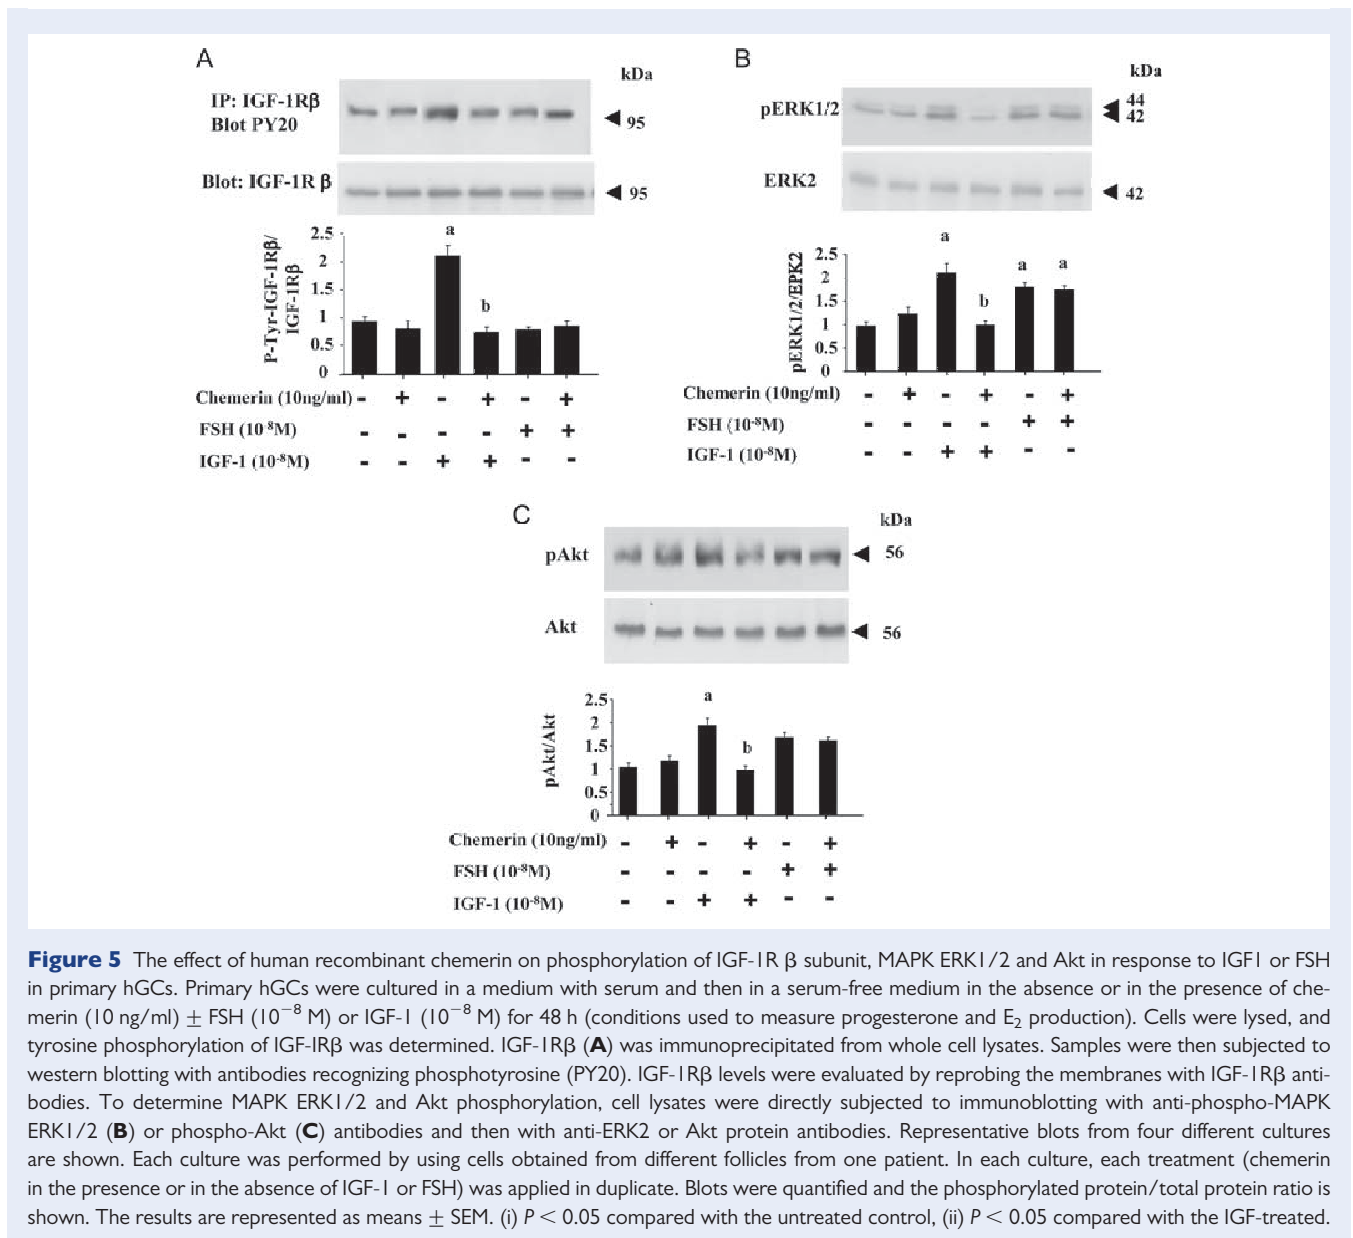 A
kDa
IP: IGF-1Rβ
Blot PY20
95
Blot: IGF-1R β
95
P-Tyr-IGF-1Rβ/
IGF-1Rβ
2.5
2
1.5
1
0.5
0
a
b
Chemerin (10ng/ml) - + - + - +
FSH (10-8M) - - - - + +
IGF-1 (10-8M) - - + + - -
B
kDa
pERK1/2
44
42
ERK2
42
pERK1/2/EPK2
2.5
2
1.5
1
0.5
0
a
b
a
a
Chemerin (10ng/ml) - + - + - +
FSH (10-8M) - - - - + +
IGF-1 (10-8M) - - + + - -
C
kDa
pAkt
56
Akt
56
pAkt/Akt
2.5
2
1.5
1
0.5
0
a
b
Chemerin (10ng/ml) - + - + - +
FSH (10-8M) - - - - + +
IGF-1 (10-8M) - - + + - -
Figure 5 The effect of human recombinant chemerin on phosphorylation of IGF-1R β subunit, MAPK ERK1/2 and Akt in response to IGF1 or FSH
in primary hGCs. Primary hGCs were cultured in a medium with serum and then in a serum-free medium in the absence or in the presence of che-
merin (10 ng/ml) ± FSH (10−8 M) or IGF-1 (10−8 M) for 48 h (conditions used to measure progesterone and E2 production). Cells were lysed, and
tyrosine phosphorylation of IGF-IRβ was determined. IGF-1Rβ (A) was immunoprecipitated from whole cell lysates. Samples were then subjected to
western blotting with antibodies recognizing phosphotyrosine (PY20). IGF-1Rβ levels were evaluated by reprobing the membranes with IGF-1Rβ anti-
bodies. To determine MAPK ERK1/2 and Akt phosphorylation, cell lysates were directly subjected to immunoblotting with anti-phospho-MAPK
ERK1/2 (B) or phospho-Akt (C) antibodies and then with anti-ERK2 or Akt protein antibodies. Representative blots from four different cultures
are shown. Each culture was performed by using cells obtained from different follicles from one patient. In each culture, each treatment (chemerin
in the presence or in the absence of IGF-1 or FSH) was applied in duplicate. Blots were quantified and the phosphorylated protein/total protein ratio is
shown. The results are represented as means ± SEM. (i) P < 0.05 compared with the untreated control, (ii) P < 0.05 compared with the IGF-treated.